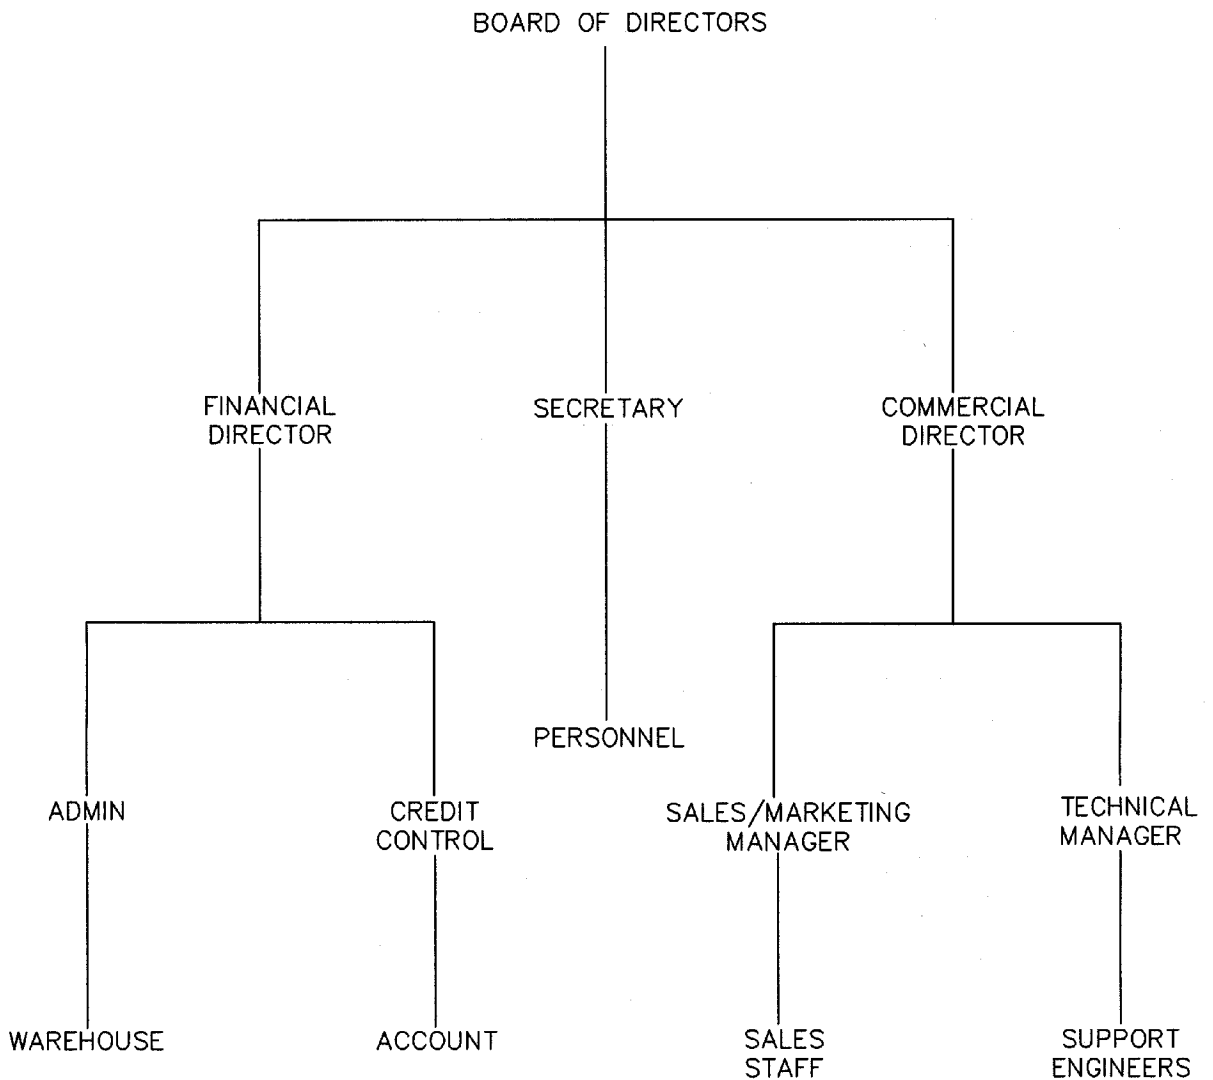 BOARD OF DIRECTORS
FINANCIAL
DIRECTOR
SECRETARY
COMMERCIAL
DIRECTOR
PERSONNEL
ADMIN
CREDIT
CONTROL
SALES/MARKETING
MANAGER
TECHNICAL
MANAGER
WAREHOUSE
ACCOUNT
SALES
STAFF
SUPPORT
ENGINEERS